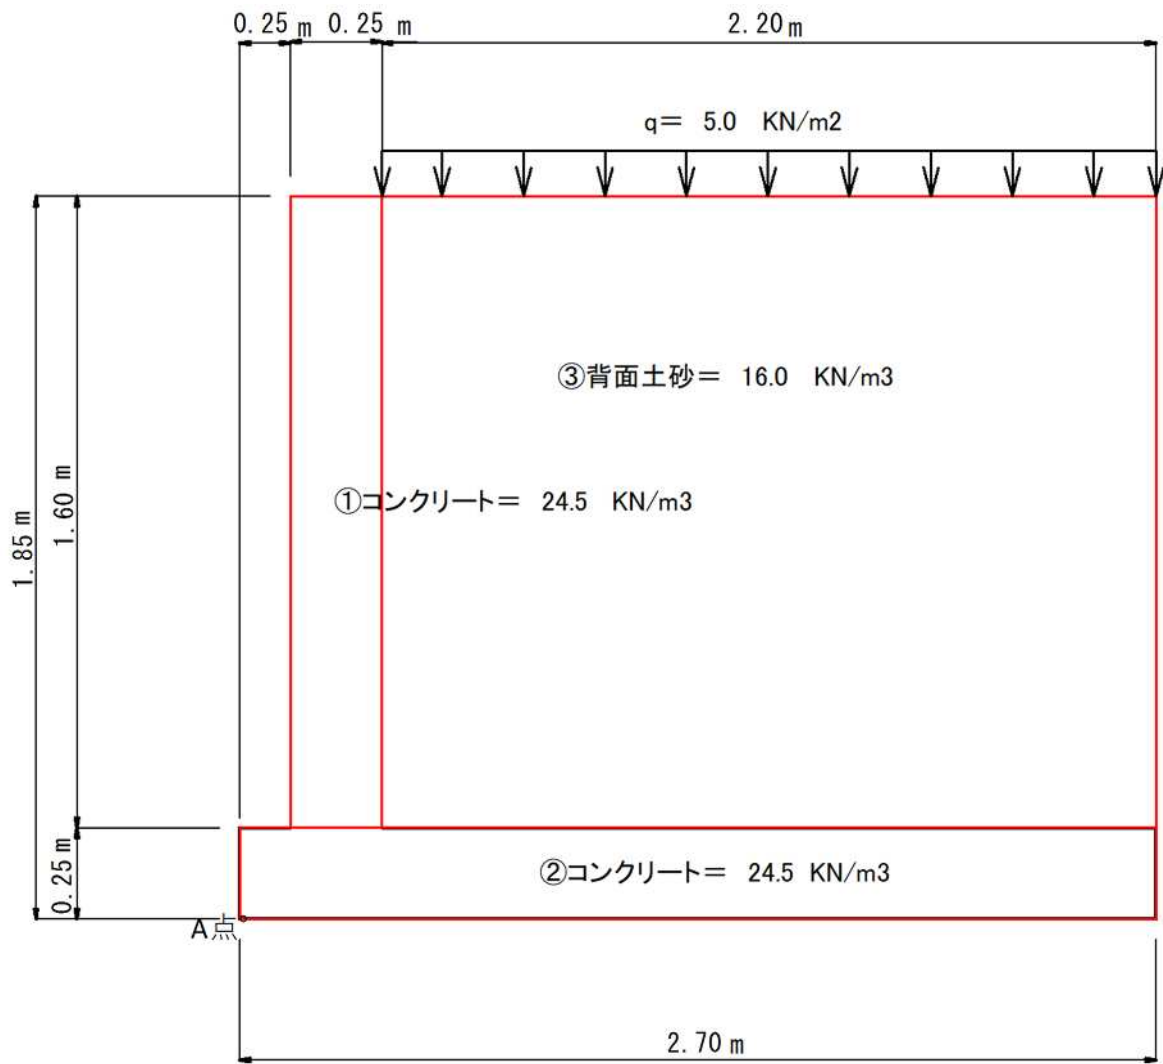 0.25 m
0.25 m
2.20 m
q＝ 5.0 KN/m2
③背面土砂＝ 16.0 KN/m3
①コンクリート＝ 24.5 KN/m3
1.85 m
1.60 m
0.25 m
②コンクリート＝ 24.5 KN/m3
A点
2.70 m